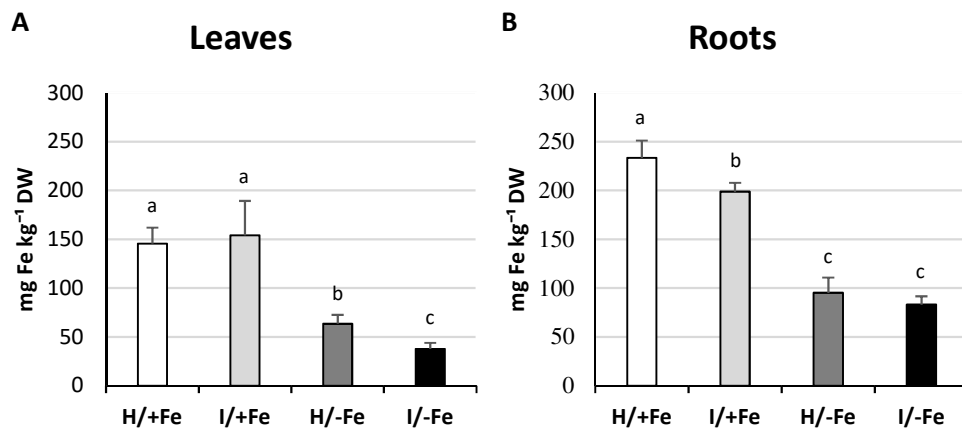 A
Leaves
mg Fe kg⁻¹ DW
300
250
200
150
100
50
0
a
a
b
c
H/+Fe I/+Fe H/-Fe I/-Fe
B
Roots
mg Fe kg⁻¹ DW
300
250
200
150
100
50
0
a
b
c
c
H/+Fe I/+Fe H/-Fe I/-Fe